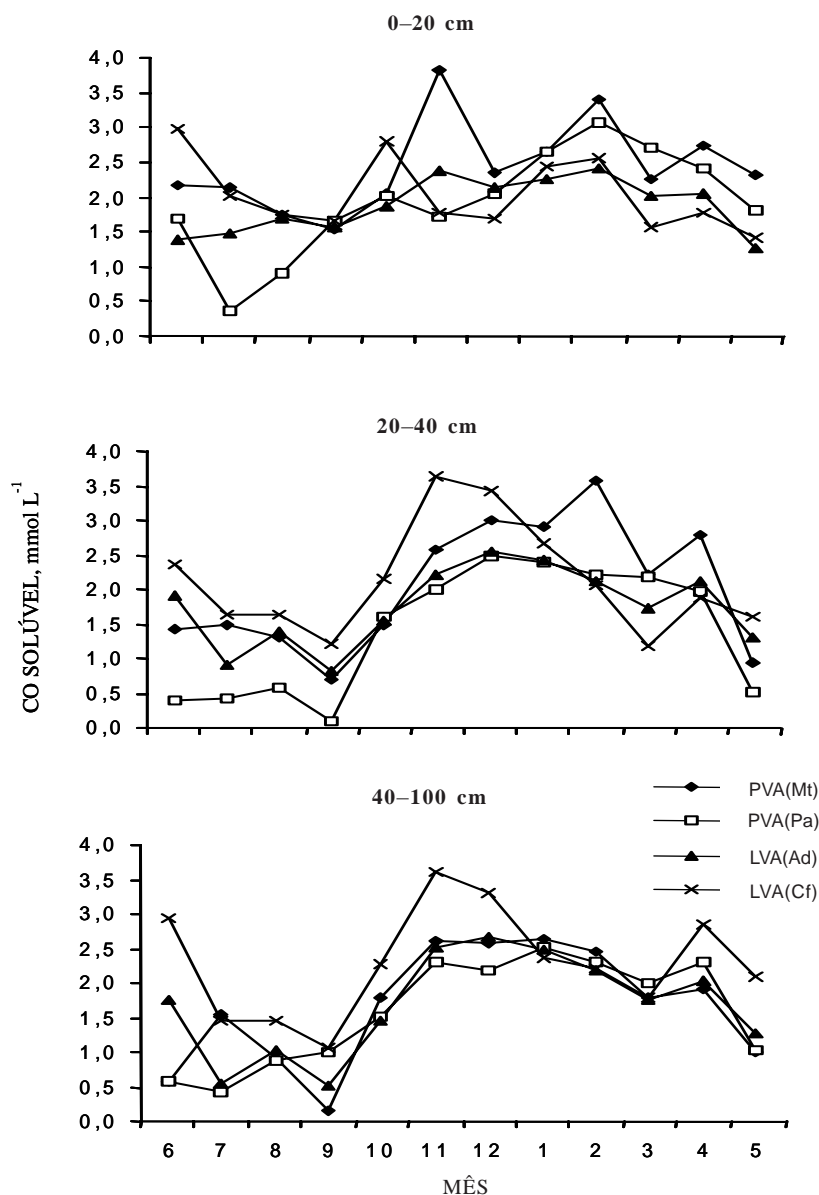 0–20 cm
4,0
3,5
3,0
2,5
2,0
1,5
1,0
0,5
0,0
20–40 cm
4,0
3,5
3,0
2,5
2,0
1,5
1,0
0,5
0,0
CO SOLÚVEL, mmol L⁻¹
40–100 cm
PVA(Mt)
PVA(Pa)
LVA(Ad)
LVA(Cf)
4,0
3,5
3,0
2,5
2,0
1,5
1,0
0,5
0,0
6 7 8 9 10 11 12 1 2 3 4 5
MÊS